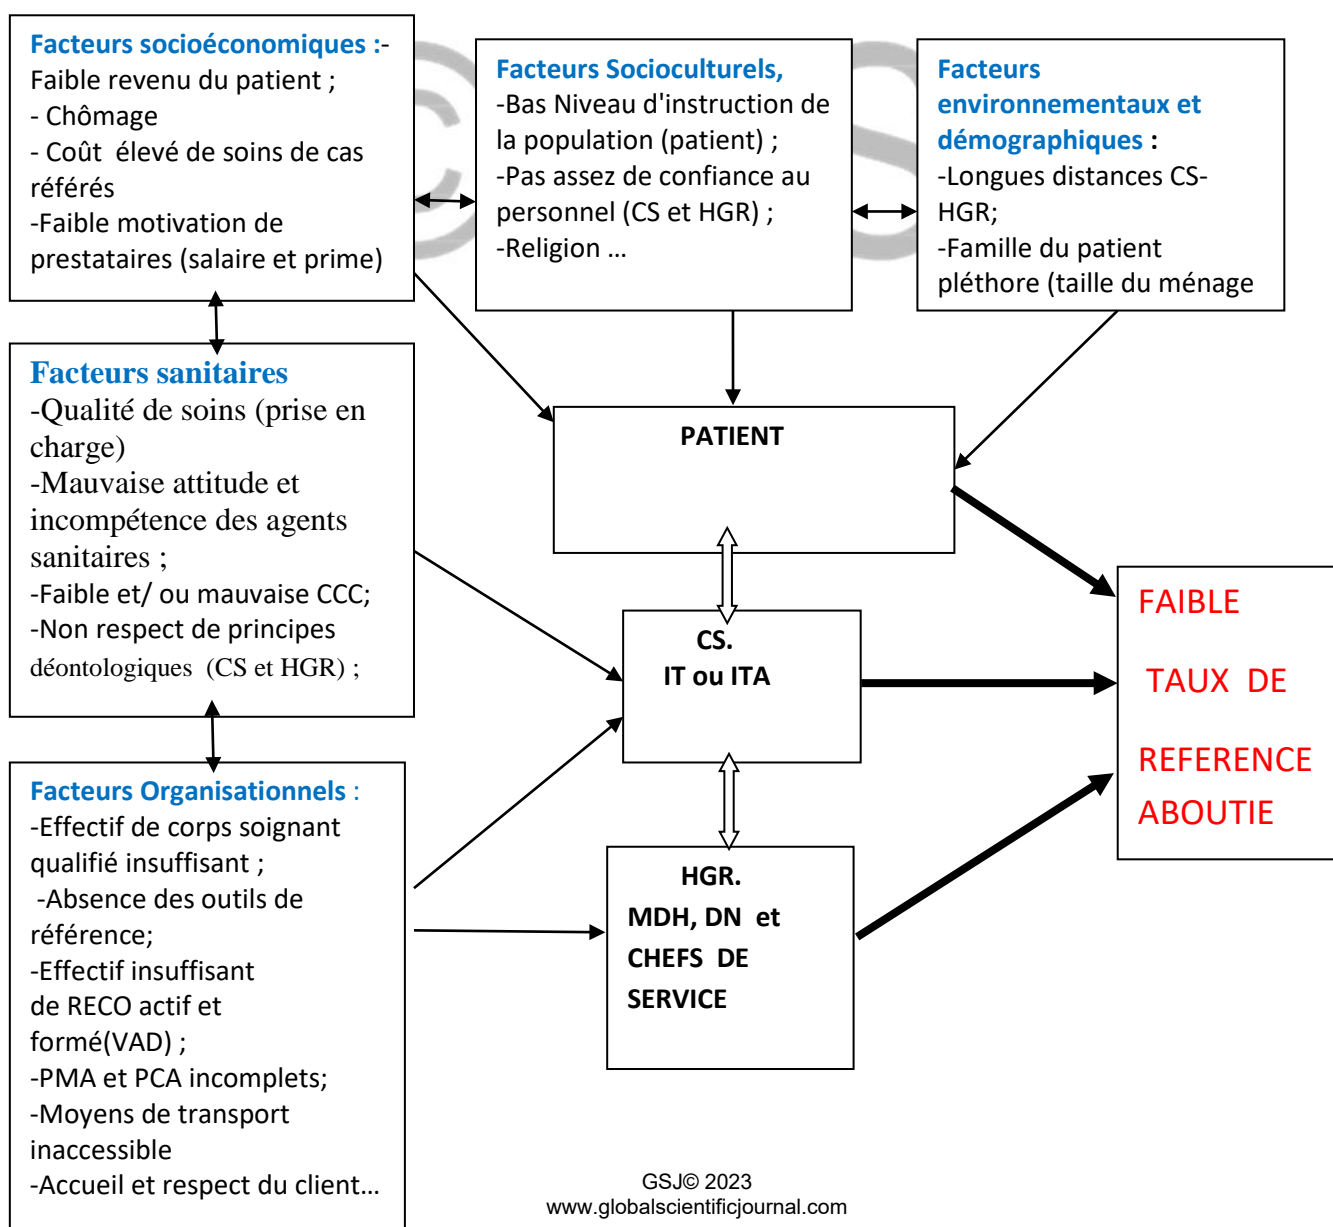 Facteurs socioéconomiques :-
Faible revenu du patient ;
- Chômage
- Coût  élevé de soins de cas
référés
-Faible motivation de
prestataires (salaire et prime)
Facteurs Socioculturels,
-Bas Niveau d'instruction de
la population (patient) ;
-Pas assez de confiance au
personnel (CS et HGR) ;
-Religion ...
Facteurs
environnementaux et
démographiques :
-Longues distances CS-
HGR;
-Famille du patient
pléthore (taille du ménage
Facteurs sanitaires
-Qualité de soins (prise en
charge)
-Mauvaise attitude et
incompétence des agents
sanitaires ;
-Faible et/ ou mauvaise CCC;
-Non respect de principes
déontologiques  (CS et HGR) ;
PATIENT
CS.
IT ou ITA
FAIBLE
TAUX  DE
REFERENCE
ABOUTIE
Facteurs Organisationnels :
-Effectif de corps soignant
qualifié insuffisant ;
-Absence des outils de
référence;
-Effectif insuffisant
de RECO actif et
formé(VAD) ;
-PMA et PCA incomplets;
-Moyens de transport
inaccessible
-Accueil et respect du client...
HGR.
MDH, DN  et
CHEFS  DE
SERVICE
GSJ© 2023
www.globalscientificjournal.com